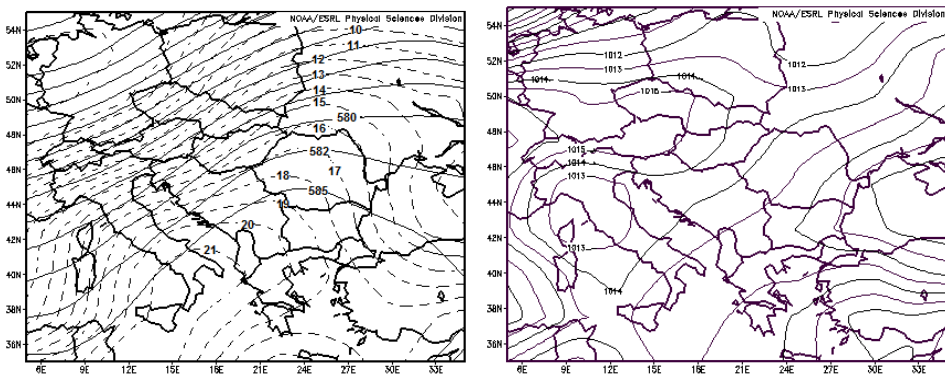 NOAA/ESRL Physical Sciences Division
54N
52N
50N
48N
46N
44N
42N
40N
38N
36N
10
11
12
13
14
15
580
16
582
17
18
585
19
20
21
6E 9E 12E 15E 18E 21E 24E 27E 30E 33E
NOAA/ESRL Physical Sciences Division
54N
52N
50N
48N
46N
44N
42N
40N
38N
36N
1012
1013
1012
1013
1014
1014
1016
1015
1014
1013
1013
1014
6E 9E 12E 15E 18E 21E 24E 27E 30E 33E